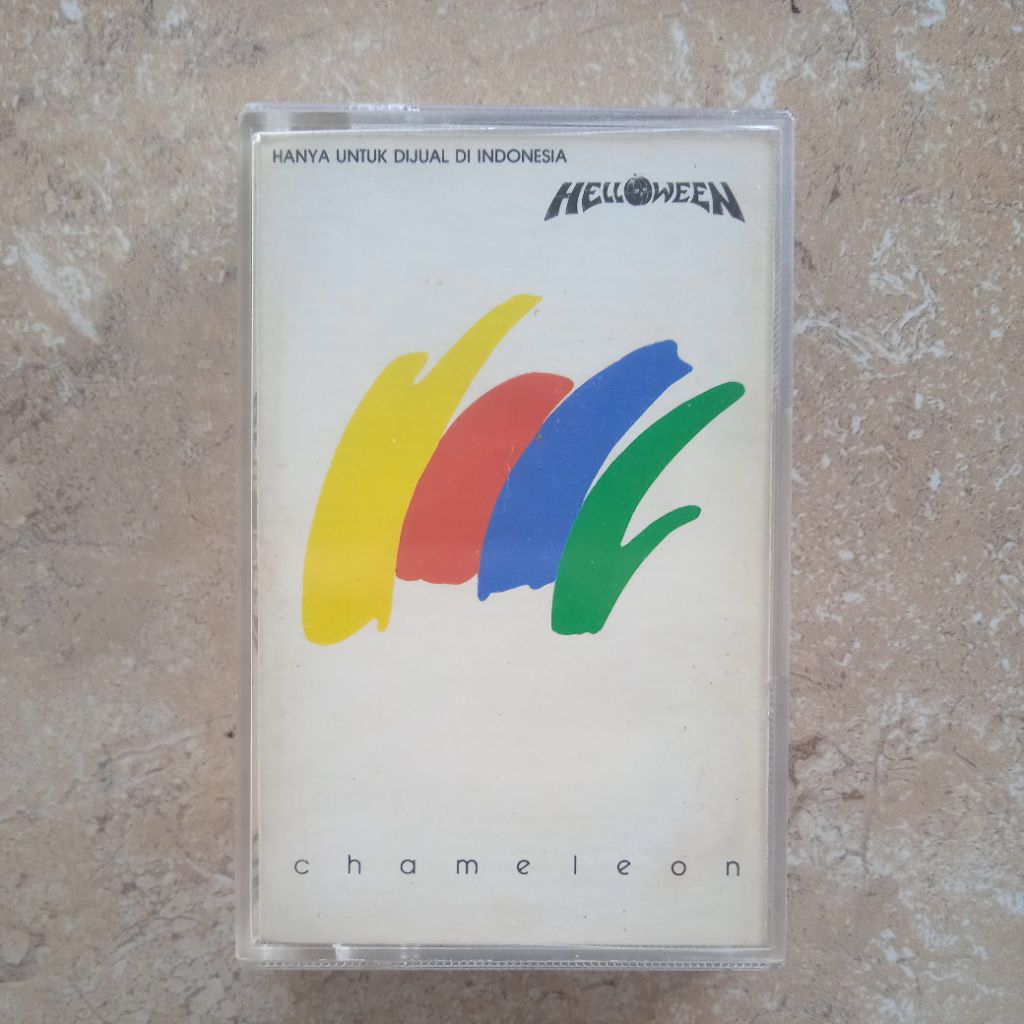 HANYA UNTUK DIJUAL DI INDONESIA
HELLOWEEN
chameleon